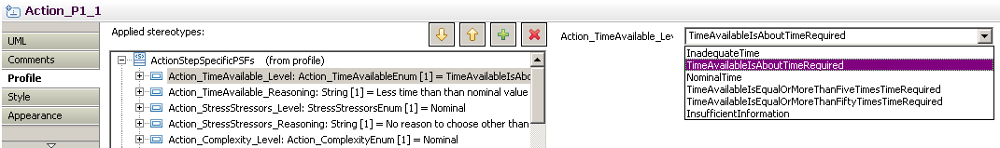 Action_P1_1
UML
Comments
Profile
Style
Appearance
Applied stereotypes:
ActionStepSpecificPSFs (from profile)
Action_TimeAvailable_Level: Action_TimeAvailableEnum [1] = TimeAvailableIsAbo
Action_TimeAvailable_Reasoning: String [1] = Less time than than nominal value
Action_StressStressors_Level: StressStressorsEnum [1] = Nominal
Action_StressStressors_Reasoning: String [1] = No reason to choose other than
Action_Complexity_Level: Action_ComplexityEnum [1] = Nominal
Action_TimeAvailable_Lev
TimeAvailableIsAboutTimeRequired
InadequateTime
TimeAvailableIsAboutTimeRequired
NominalTime
TimeAvailableIsEqualOrMoreThanFiveTimesTimeRequired
TimeAvailableIsEqualOrMoreThanFiftyTimesTimeRequired
InsufficientInformation